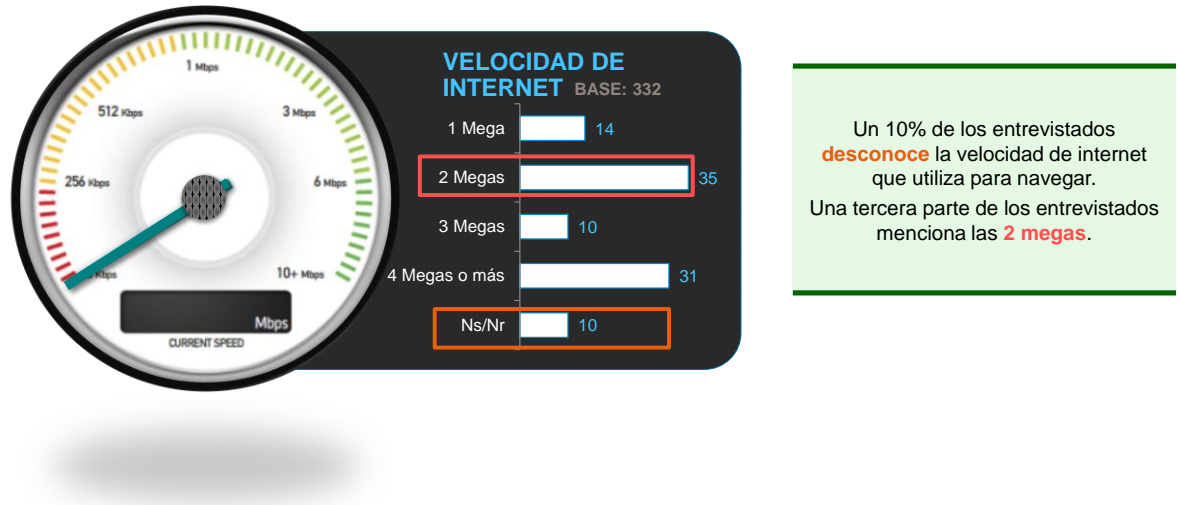 1 Mbps
512 Kbps
3 Mbps
256 Kbps
6 Mbps
Kbps
10+ Mbps
Mbps
CURRENT SPEED
VELOCIDAD DE
INTERNET BASE: 332
1 Mega 14
2 Megas 35
3 Megas 10
4 Megas o más 31
Ns/Nr 10
Un 10% de los entrevistados
desconoce la velocidad de internet
que utiliza para navegar.
Una tercera parte de los entrevistados
menciona las 2 megas.